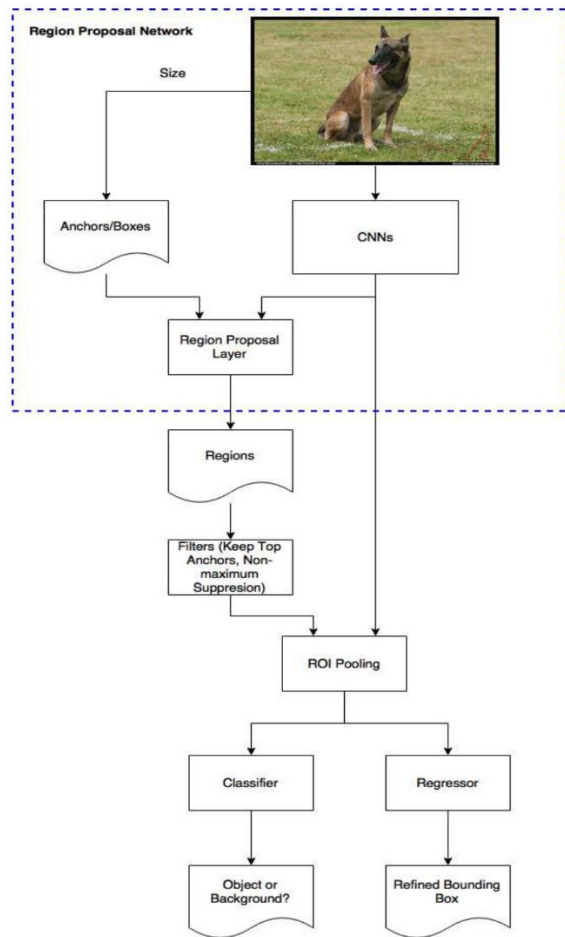 Region Proposal Network
Size
Anchors/Boxes
CNNs
Region Proposal
Layer
Regions
Filters (Keep Top
Anchors, Non-
maximum
Suppresion)
ROI Pooling
Classifier
Regressor
Object or
Background?
Refined Bounding
Box